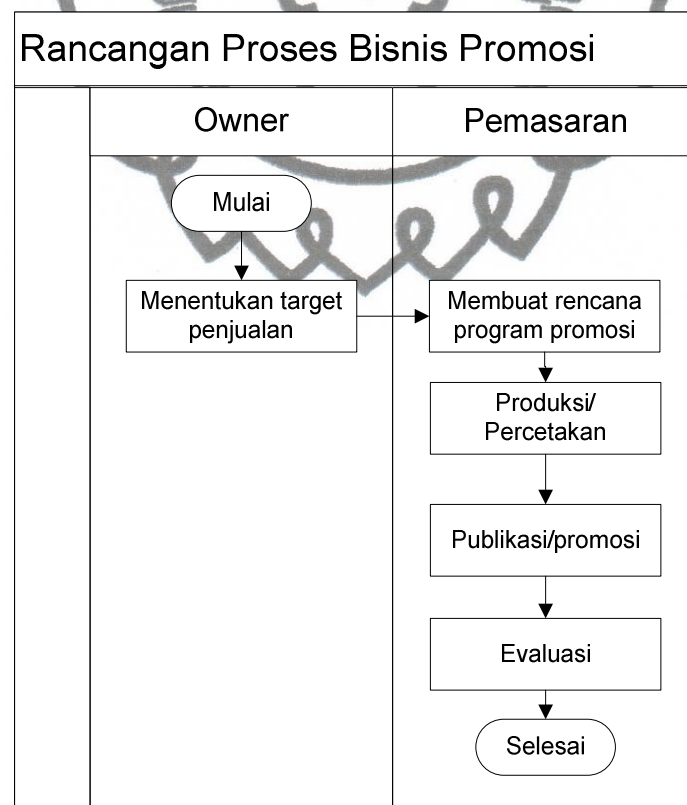 Rancangan Proses Bisnis Promosi
Owner
Pemasaran
Mulai
Menentukan target
penjualan
Membuat rencana
program promosi
Produksi/
Percetakan
Publikasi/promosi
Evaluasi
Selesai